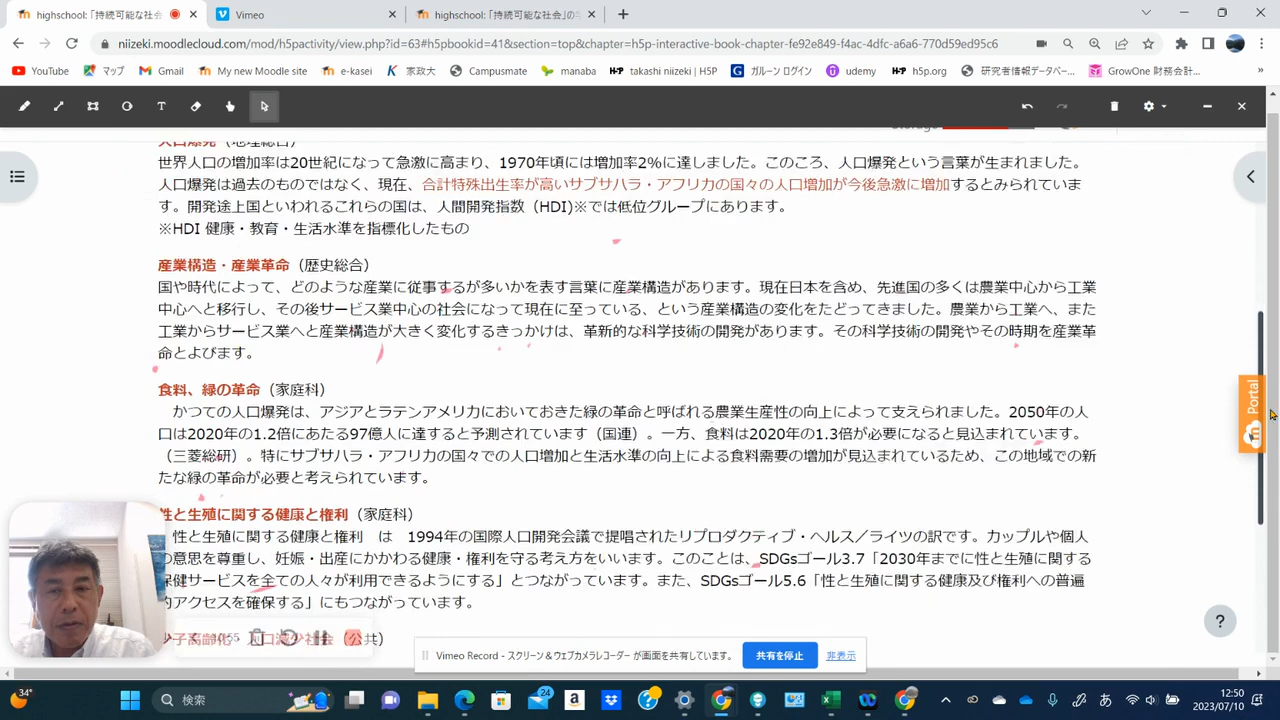 highschool:「持続可能な社会
Vimeo
highschool:「持続可能な社会」の
niizeki.moodlecloud.com/mod/h5pactivity/view.php?id=63#h5pbookid=41&section=top&chapter=h5p-interactive-book-chapter-fe92e849-f4ac-4dfc-a6a6-770d59ed95c6
YouTube マップ Gmail My new Moodle site e-kasei 家政大 Campusmate manaba takashi niizeki | H5P ガルーン ログイン udemy h5p.org 研究者情報データベー... GrowOne 財務会計...
人口爆発(地理総合)
世界人口の増加率は20世紀になって急激に高まり、1970年頃には増加率2%に達しました。このころ、人口爆発という言葉が生まれました。
人口爆発は過去のものではなく、現在、合計特殊出生率が高いサブサハラ・アフリカの国々の人口増加が今後急激に増加するとみられていま
す。開発途上国といわれるこれらの国は、人間開発指数(HDI)※では低位グループにあります。
※HDI 健康・教育・生活水準を指標化したもの
産業構造・産業革命(歴史総合)
国や時代によって、どのような産業に従事するが多いかを表す言葉に産業構造があります。現在日本を含め、先進国の多くは農業中心から工業
中心へと移行し、その後サービス業中心の社会になって現在に至っている、という産業構造の変化をたどってきました。農業から工業へ、また
工業からサービス業へと産業構造が大きく変化するきっかけは、革新的な科学技術の開発があります。その科学技術の開発やその時期を産業革
命とよびます。
食料、緑の革命(家庭科)
かつての人口爆発は、アジアとラテンアメリカにおいておきた緑の革命と呼ばれる農業生産性の向上によって支えられました。2050年の人
口は2020年の1.2倍にあたる97億人に達すると予測されています(国連)。一方、食料は2020年の1.3倍が必要になると見込まれています。
(三菱総研)。特にサブサハラ・アフリカの国々での人口増加と生活水準の向上による食料需要の増加が見込まれているため、この地域での新
たな緑の革命が必要と考えられています。
性と生殖に関する健康と権利(家庭科)
性と生殖に関する健康と権利 は 1994年の国際人口開発会議で提唱されたリプロダクティブ・ヘルス/ライツの訳です。カップルや個人
の意思を尊重し、妊娠・出産にかかわる健康・権利を守る考え方をいいます。このことは、SDGsゴール3.7「2030年までに性と生殖に関する
保健サービスを全ての人々が利用できるようにする」とつながっています。また、SDGsゴール5.6「性と生殖に関する健康及び権利への普遍
的アクセスを確保する」にもつながっています。
少子高齢化・人口減少社会(公共)
Portal
?
Vimeo Record - スクリーン & ウェブカメラレコーダー が画面を共有しています。 共有を停止 非表示
34°
検索
24
あ
12:50
2023/07/10